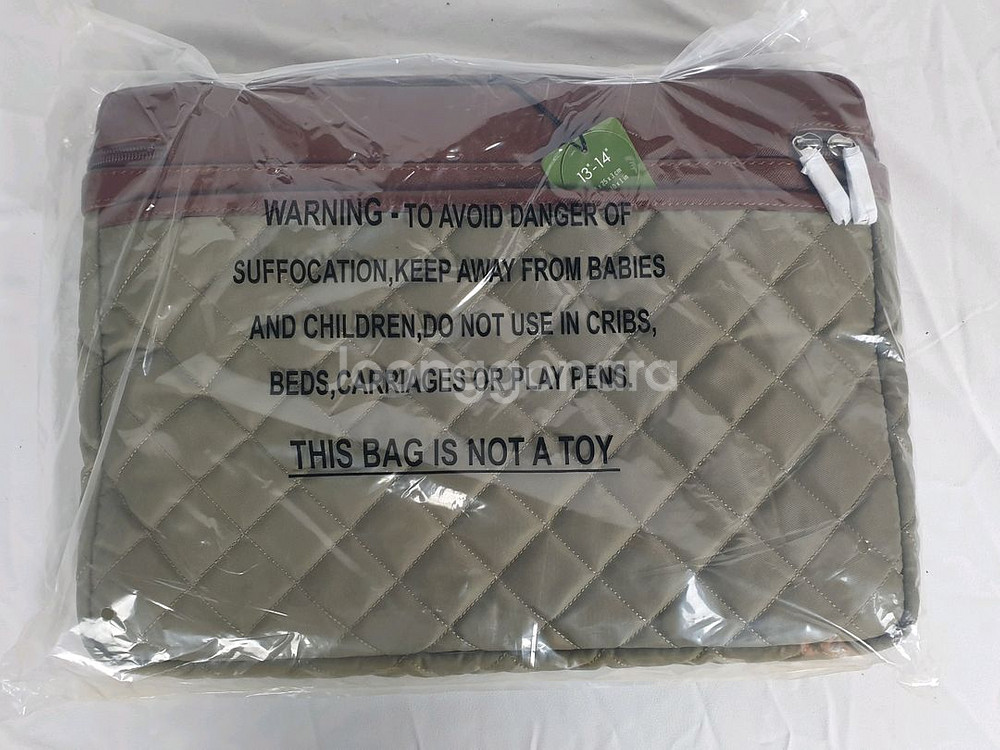 13"-14"
WARNING - TO AVOID DANGER OF
SUFFOCATION,KEEP AWAY FROM BABIES
AND CHILDREN,DO NOT USE IN CRIBS,
BEDS,CARRIAGES OR PLAY PENS.
THIS BAG IS NOT A TOY